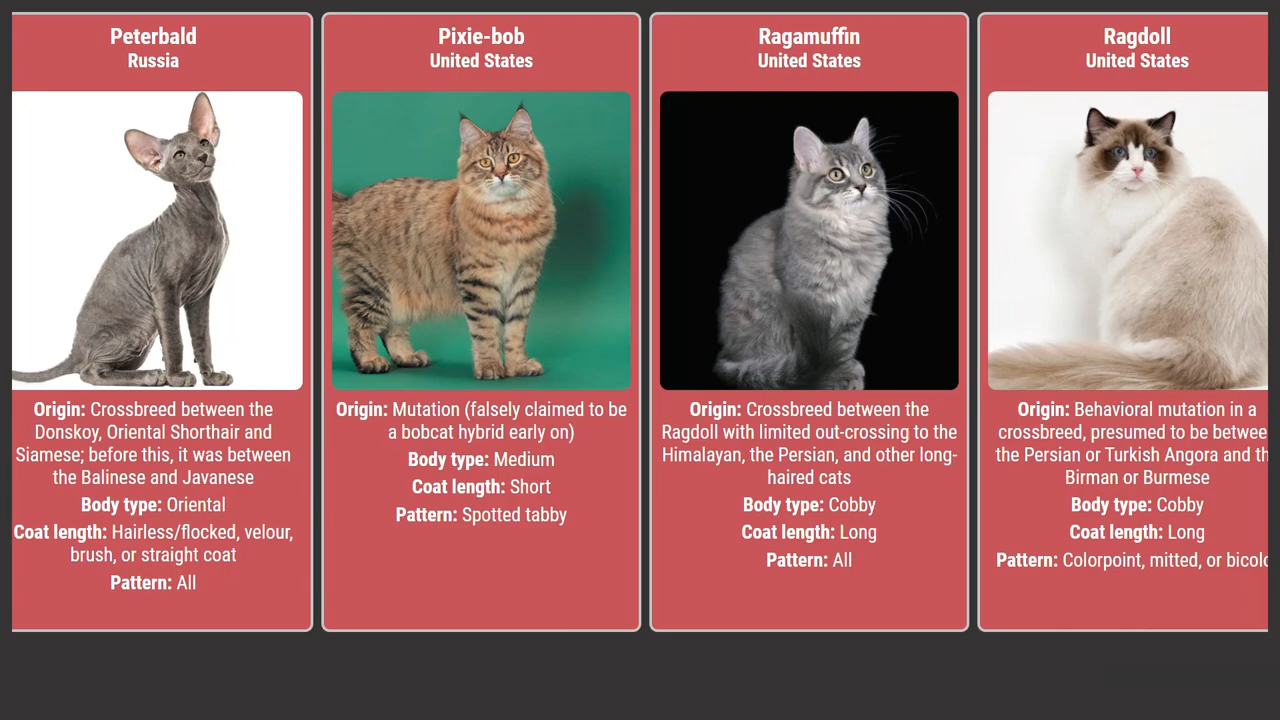 Peterbald
Russia
Origin: Crossbreed between the
Donskoy, Oriental Shorthair and
Siamese; before this, it was between
the Balinese and Javanese
Body type: Oriental
Coat length: Hairless/flocked, velour,
brush, or straight coat
Pattern: All
Pixie-bob
United States
Origin: Mutation (falsely claimed to be
a bobcat hybrid early on)
Body type: Medium
Coat length: Short
Pattern: Spotted tabby
Ragamuffin
United States
Origin: Crossbreed between the
Ragdoll with limited out-crossing to the
Himalayan, the Persian, and other long-
haired cats
Body type: Cobby
Coat length: Long
Pattern: All
Ragdoll
United States
Origin: Behavioral mutation in a
crossbreed, presumed to be betwee
the Persian or Turkish Angora and th
Birman or Burmese
Body type: Cobby
Coat length: Long
Pattern: Colorpoint, mitted, or bicolo